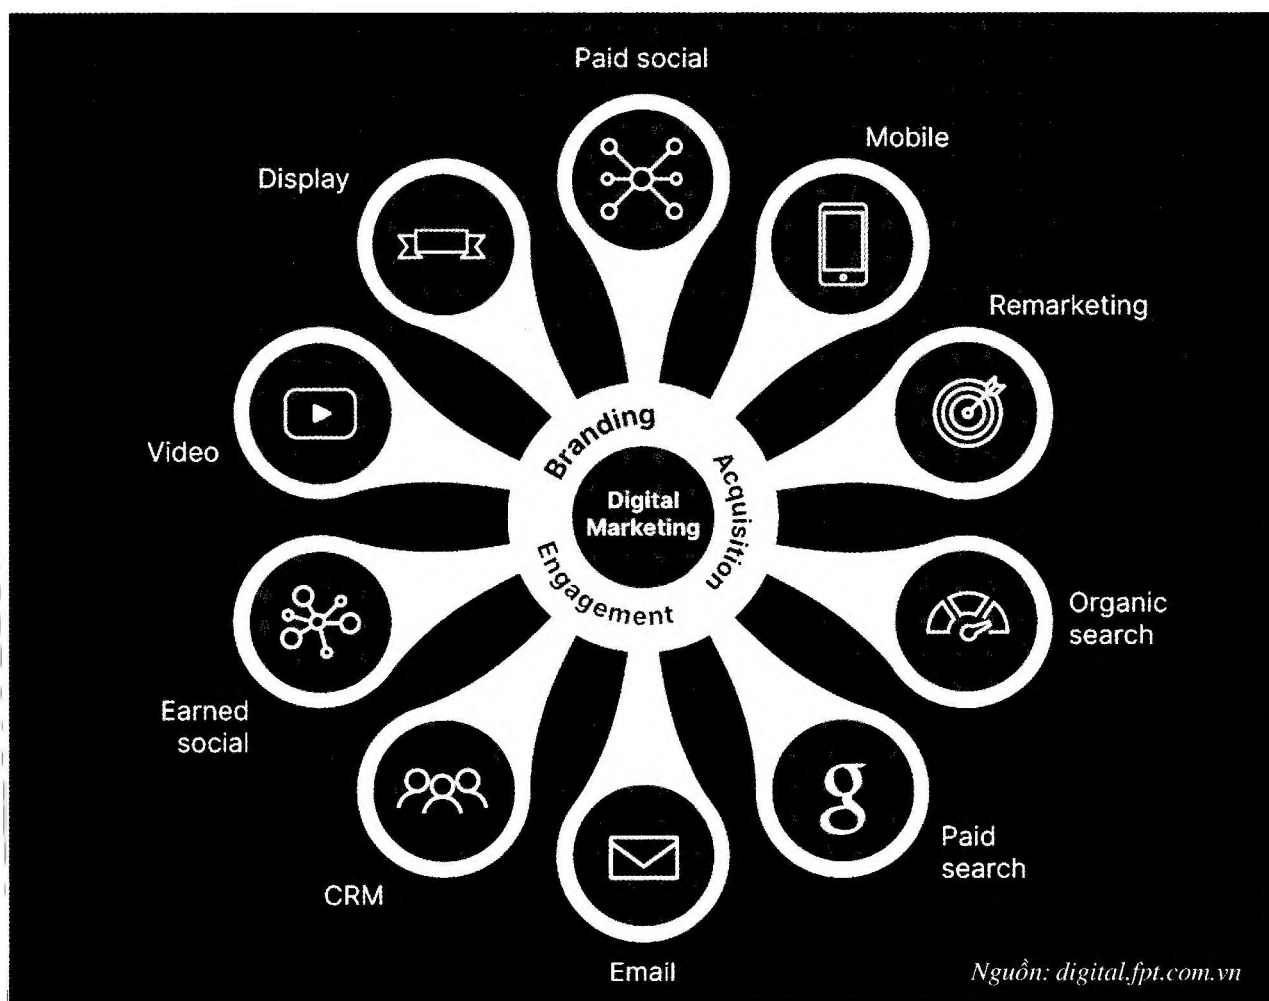 Paid social
Mobile
Display
Remarketing
Video
Branding
Acquisition
Engagement
Digital
Marketing
Organic
search
Earned
social
g
Paid
search
CRM
Email
Nguồn: digital.fpt.com.vn